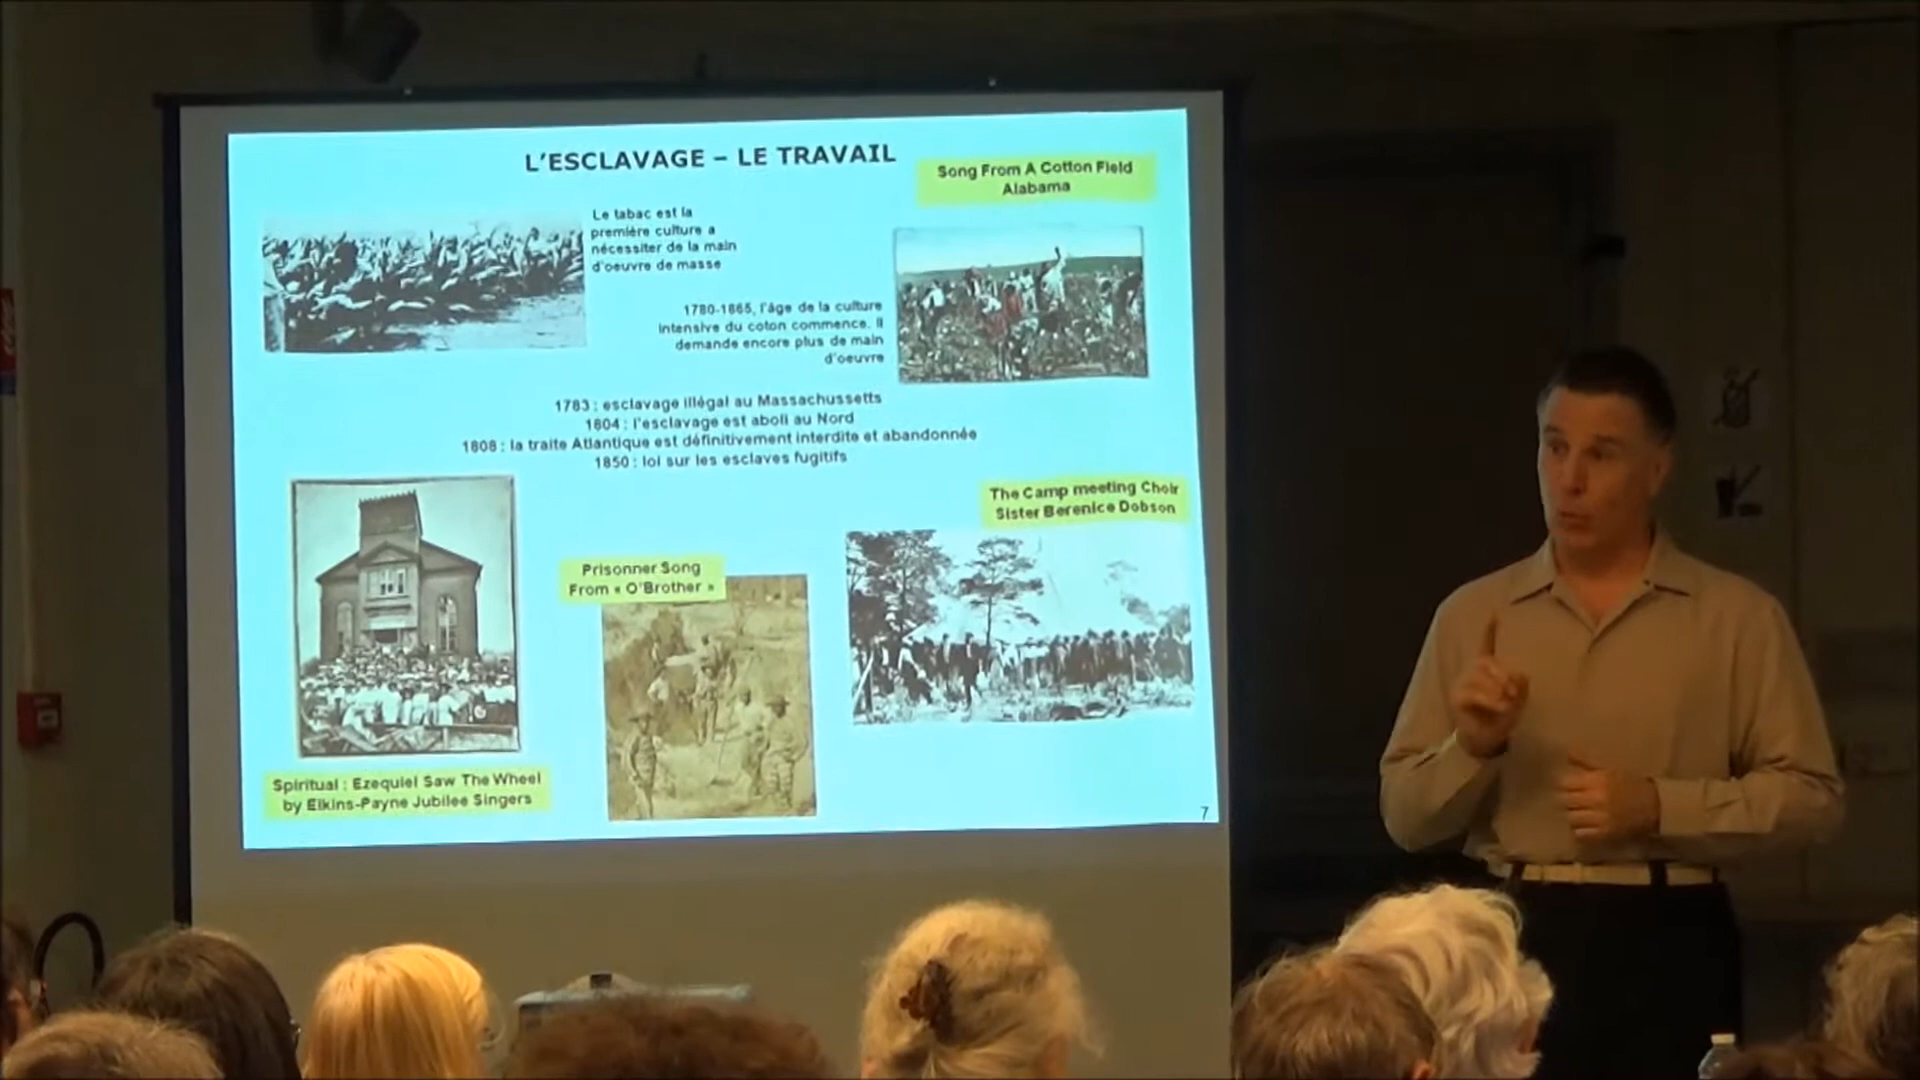 L'ESCLAVAGE – LE TRAVAIL
Song From A Cotton Field
Alabama
Le tabac est la
première culture a
nécessiter de la main
d'oeuvre de masse
1780-1865, l'âge de la culture
intensive du coton commence. Il
demande encore plus de main
d'oeuvre
1783 : esclavage illégal au Massachussetts
1804 : l'esclavage est aboli au Nord
1808 : la traite Atlantique est définitivement interdite et abandonnée
1850 : loi sur les esclaves fugitifs
The Camp meeting Choir
Sister Berenice Dobson
Prisonner Song
From « O'Brother »
Spiritual : Ezequiel Saw The Wheel
by Elkins-Payne Jubilee Singers
7